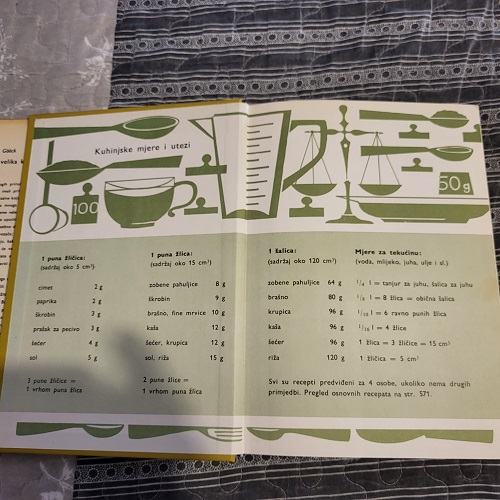 Gölck
velika k
Kuhinjske mjere i utezi
100
50g
1 puna žličica:
(sadržaj oko 5 cm³)
cimet 2 g
paprika 2 g
škrobin 3 g
prašak za pecivo 3 g
šećer 4 g
sol 5 g
3 pune žličice =
1 vrhom puna žlica
1 puna žlica:
(sadržaj oko 15 cm³)
zobene pahuljice 8 g
škrobin 9 g
brašno, fine mrvice 10 g
kaša 12 g
šećer, krupica 12 g
sol, riža 15 g
2 pune žlice =
1 vrhom puna žlica
1 šalica:
(sadržaj oko 120 cm³)
zobene pahuljice 64 g
brašno 80 g
krupica 96 g
kaša 96 g
šećer 96 g
riža 120 g
Mjere za tekućinu:
(voda, mlijeko, juha, ulje i sl.)
1/4 l = tanjur za juhu, šalica za juhu
1/8 l = 8 žlica = obična šalica
1/10 l = 6 ravno punih žlica
1/16 l = 4 žlice
1 žlica = 3 žličice = 15 cm³
1 žličica = 5 cm³
Svi su recepti predviđeni za 4 osobe, ukoliko nema drugih
primjedbi. Pregled osnovnih recepata na str. 571.